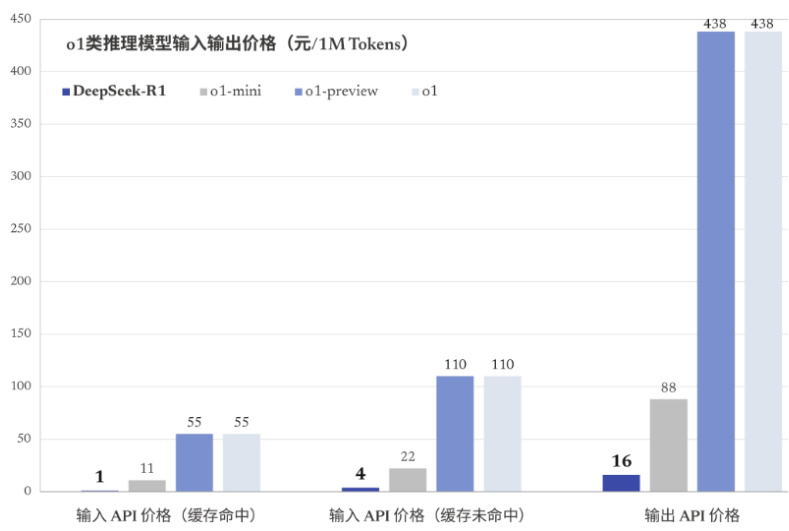 o1类推理模型输入输出价格（元/1M Tokens）
DeepSeek-R1 o1-mini o1-preview o1
450
400
350
300
250
200
150
100
50
0
1 11 55 55
4 22 110 110
16 88 438 438
输入 API 价格（缓存命中） 输入 API 价格（缓存未命中） 输出 API 价格